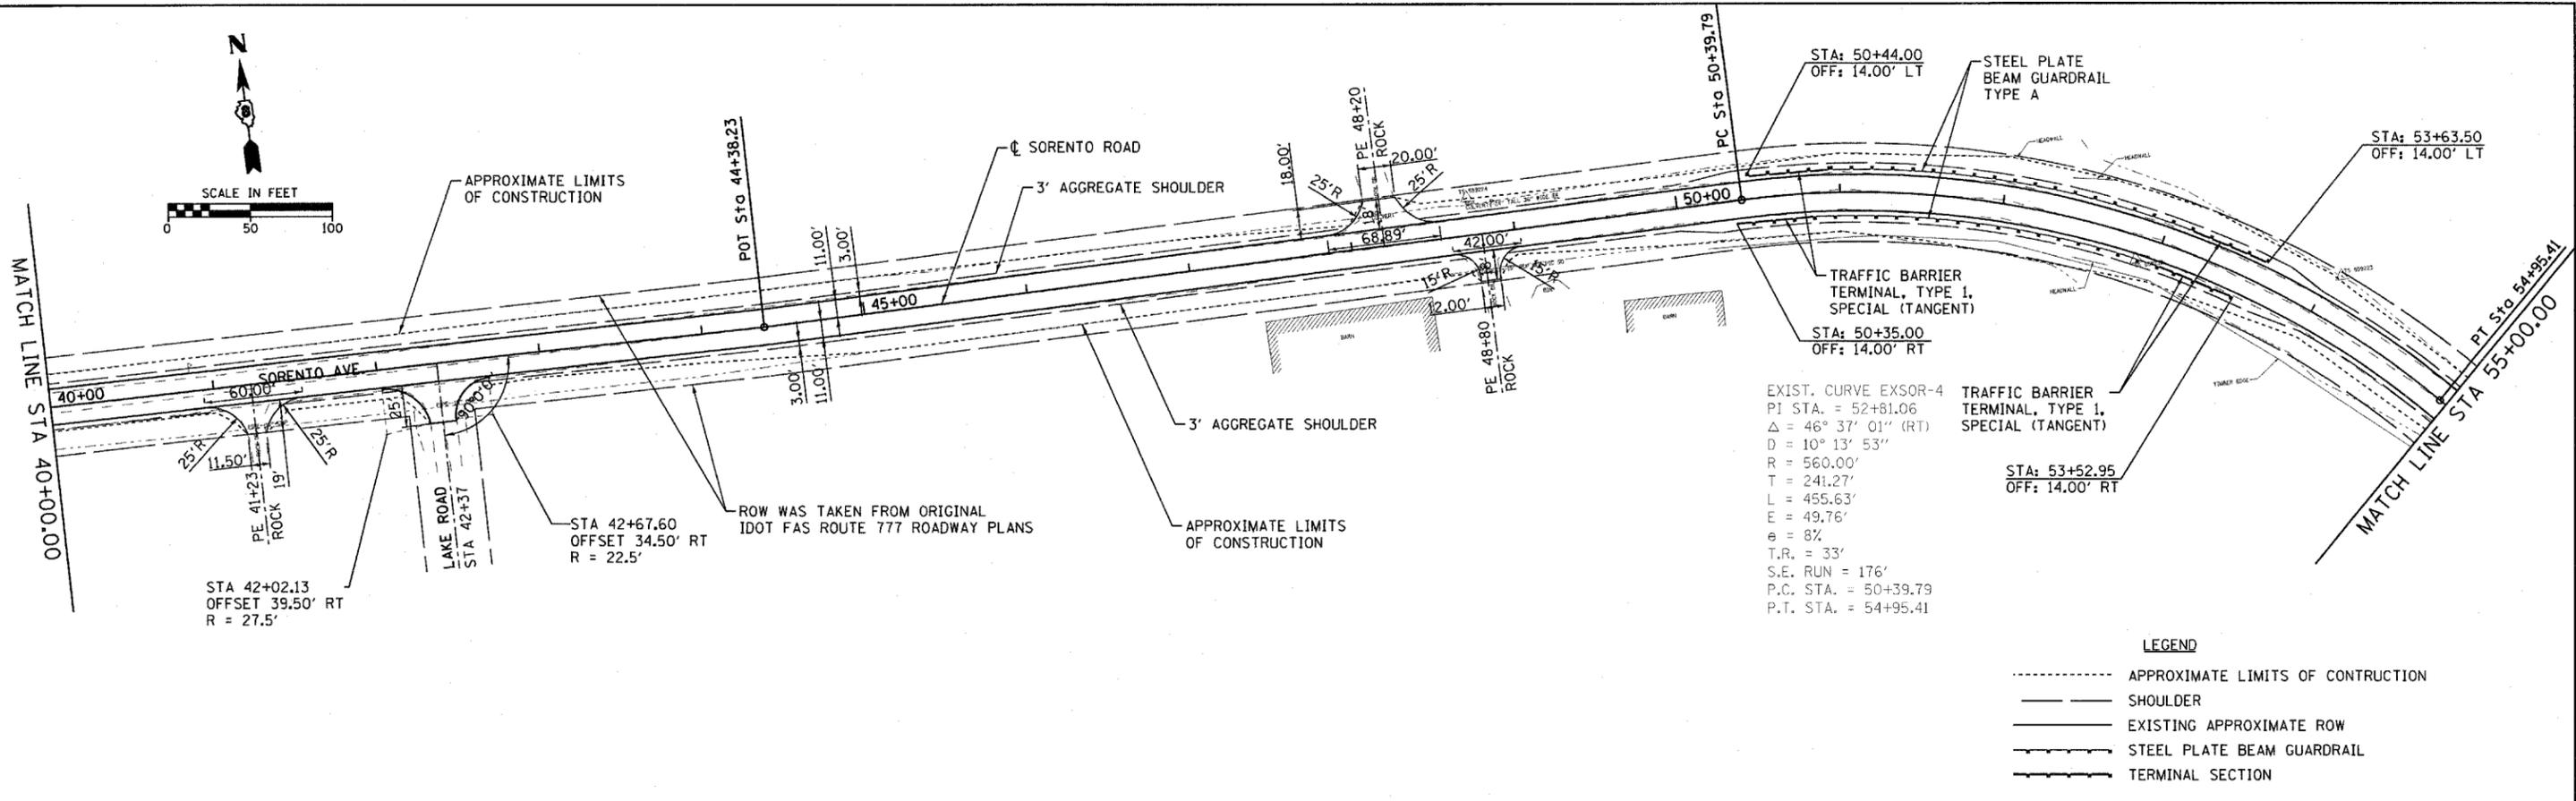 N
SCALE IN FEET
0 50 100
MATCH LINE STA 40+00.00
APPROXIMATE LIMITS
OF CONSTRUCTION
40+00
SORENTO AVE
60.00'
25'R
11.50'
PE 41+23
ROCK
19'
25'R
25'
LAKE ROAD
STA 42+37
90°0'0"
STA 42+02.13
OFFSET 39.50' RT
R = 27.5'
STA 42+67.60
OFFSET 34.50' RT
R = 22.5'
ROW WAS TAKEN FROM ORIGINAL
IDOT FAS ROUTE 777 ROADWAY PLANS
POT Sta 44+38.23
11.00'
3.00'
45+00
3.00'
11.00'
℄ SORENTO ROAD
3' AGGREGATE SHOULDER
3' AGGREGATE SHOULDER
APPROXIMATE LIMITS
OF CONSTRUCTION
18.00'
25'R
PE 48+20
ROCK
20.00'
25'R
68.89'
42.00'
15'R
15'R
12.00'
PE 48+80
ROCK
BARN
BARN
50+00
PC Sta 50+39.79
STA: 50+44.00
OFF: 14.00' LT
STEEL PLATE
BEAM GUARDRAIL
TYPE A
HEADWALL
HEADWALL
STA: 53+63.50
OFF: 14.00' LT
TRAFFIC BARRIER
TERMINAL, TYPE 1,
SPECIAL (TANGENT)
HEADWALL
STA: 50+35.00
OFF: 14.00' RT
TIMBER EDGE
PT Sta 54+95.41
MATCH LINE STA 55+00.00
EXIST. CURVE EXSOR-4
PI STA. = 52+81.06
Δ = 46° 37' 01" (RT)
D = 10° 13' 53"
R = 560.00'
T = 241.27'
L = 455.63'
E = 49.76'
e = 8%
T.R. = 33'
S.E. RUN = 176'
P.C. STA. = 50+39.79
P.T. STA. = 54+95.41
TRAFFIC BARRIER
TERMINAL, TYPE 1,
SPECIAL (TANGENT)
STA: 53+52.95
OFF: 14.00' RT
LEGEND
APPROXIMATE LIMITS OF CONTRUCTION
SHOULDER
EXISTING APPROXIMATE ROW
STEEL PLATE BEAM GUARDRAIL
TERMINAL SECTION